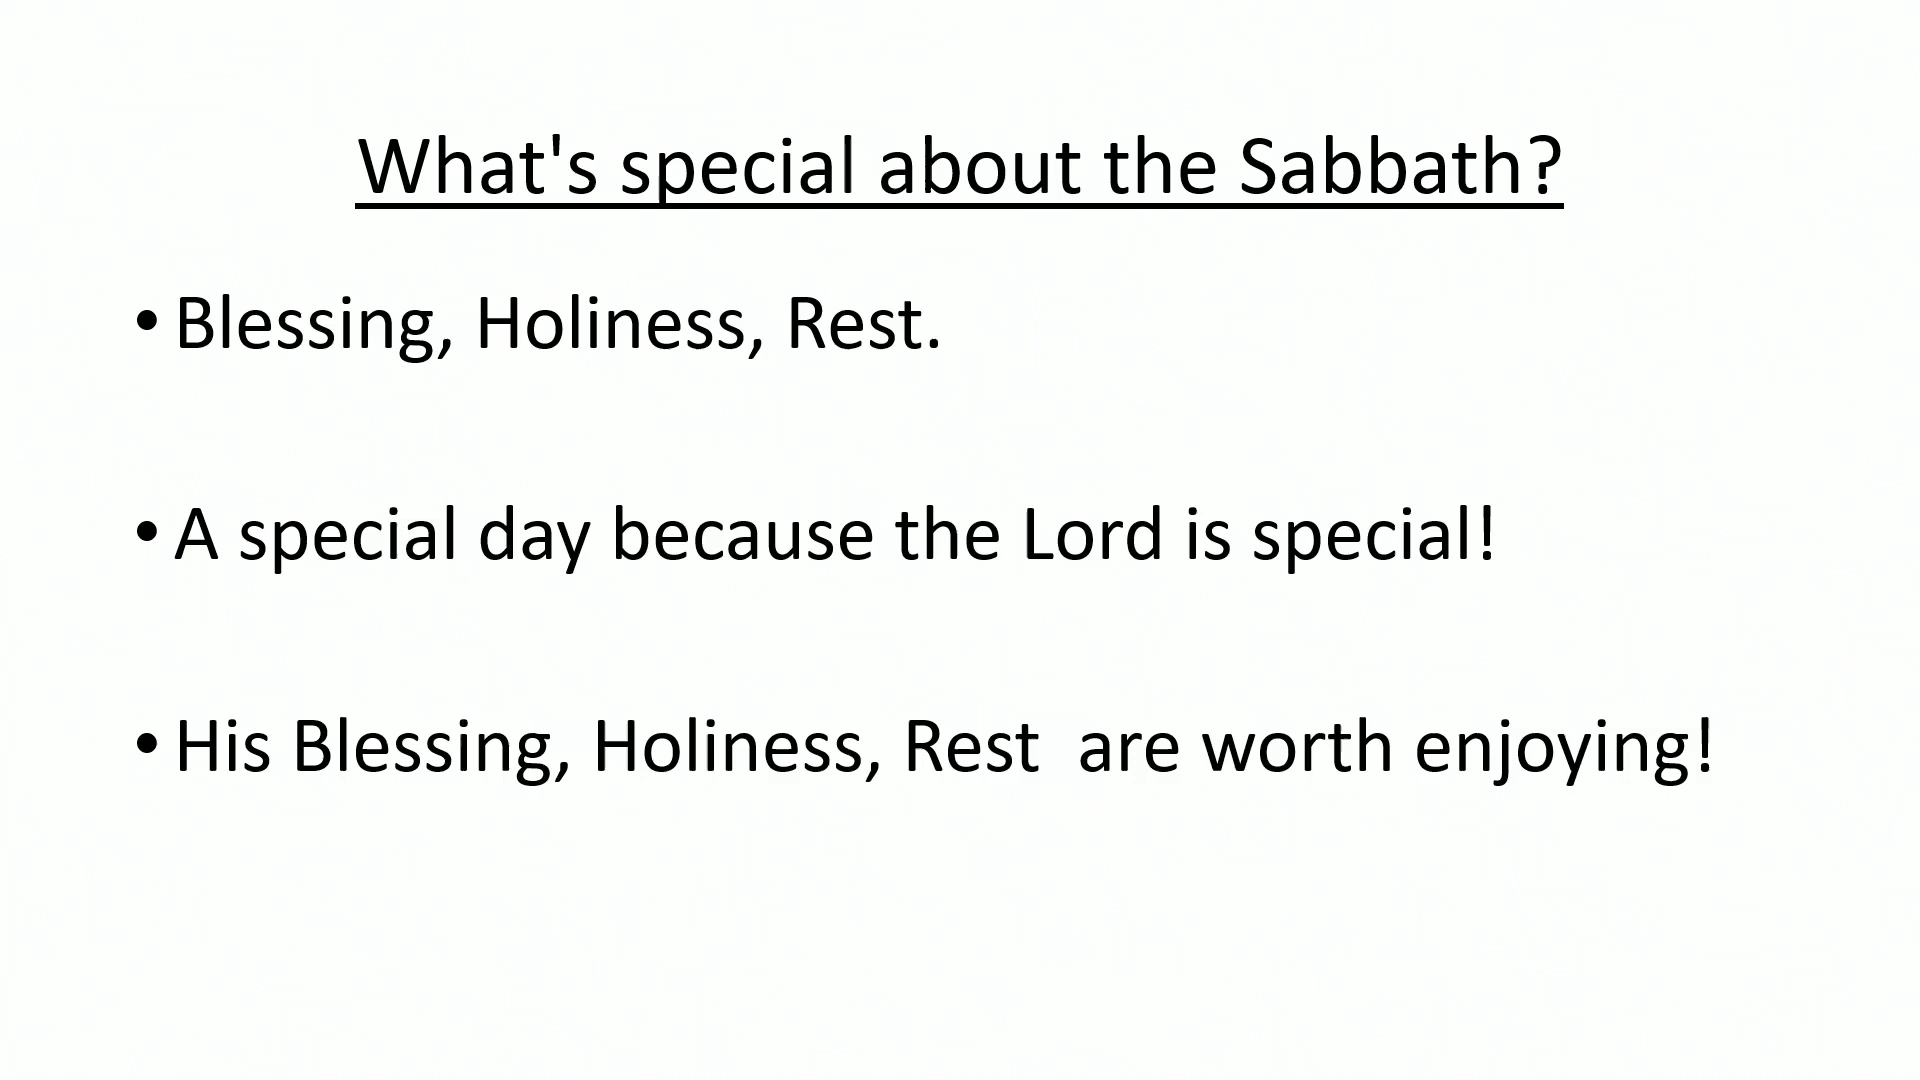 What's special about the Sabbath?
• Blessing, Holiness, Rest.
• A special day because the Lord is special!
• His Blessing, Holiness, Rest  are worth enjoying!